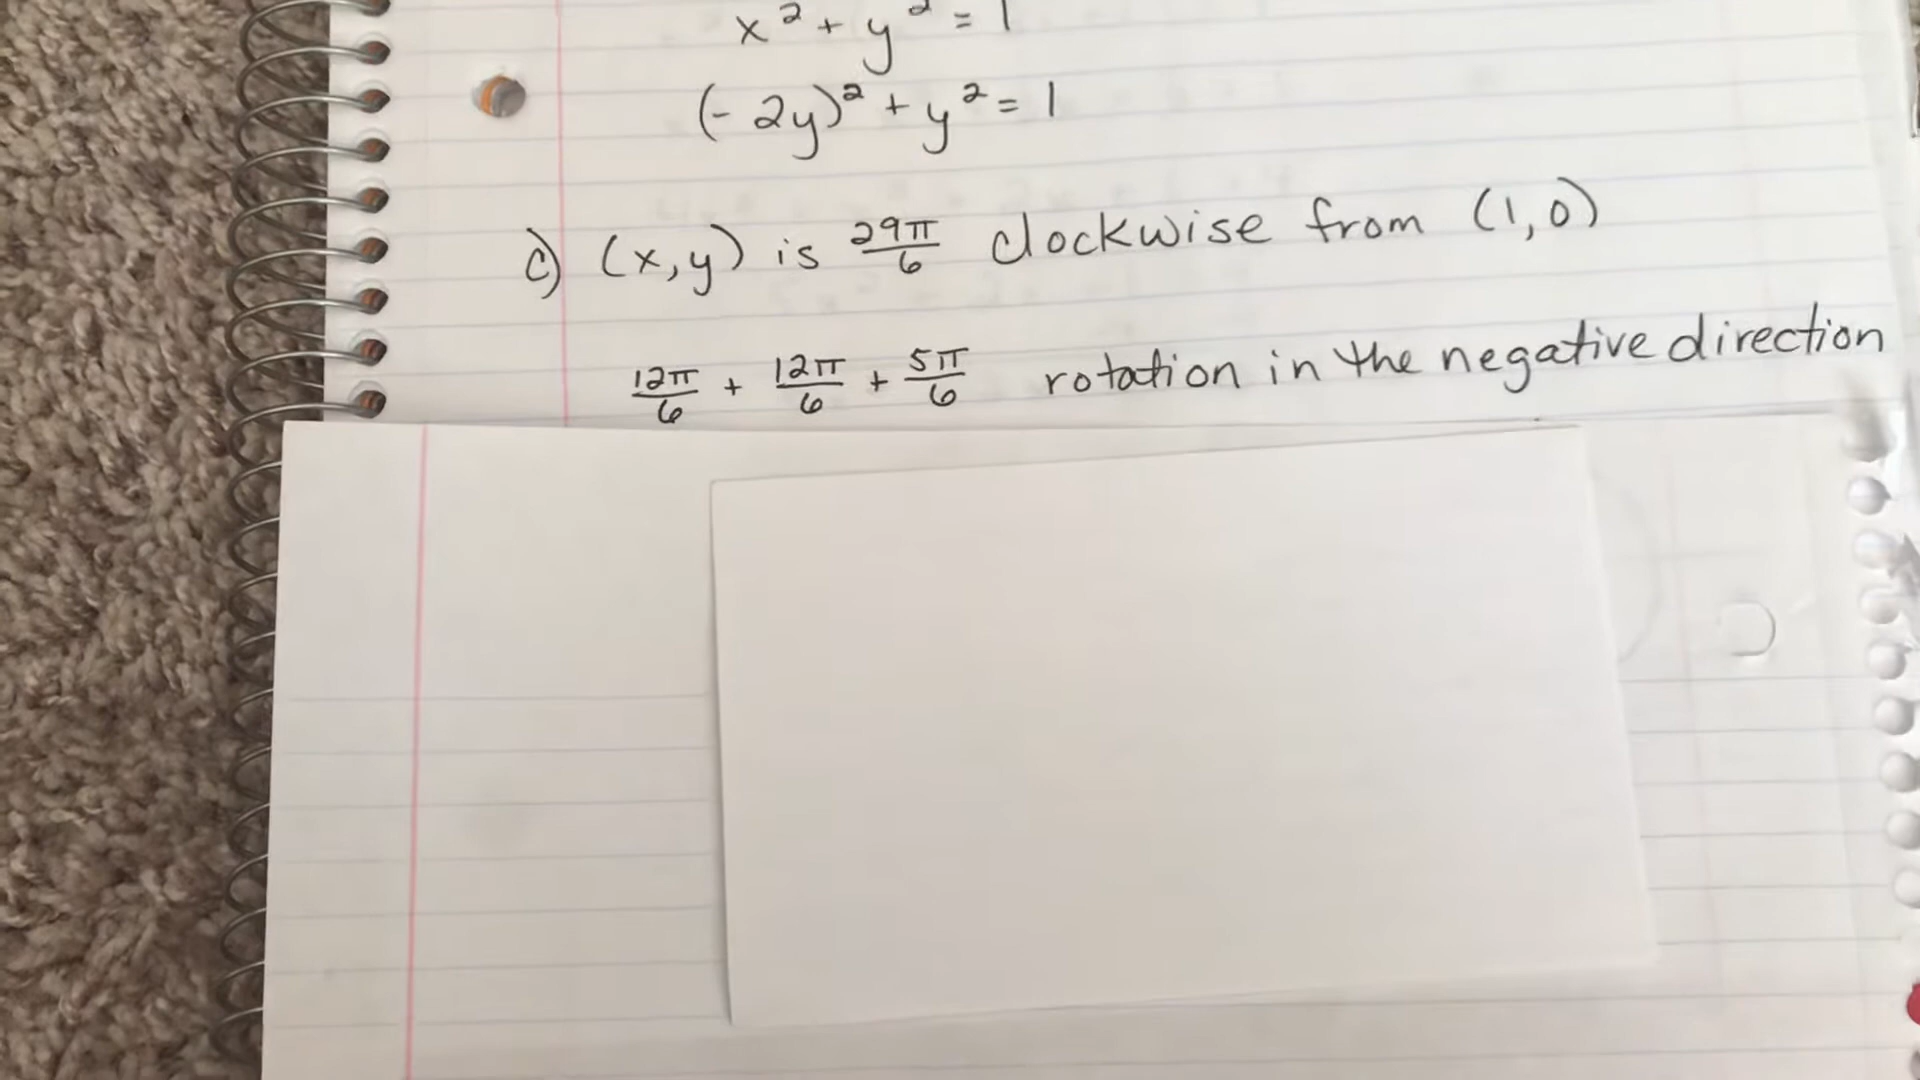 x² + y² = 1
(-2y)² + y² = 1
c) (x,y) is 29π/6 clockwise from (1,0)
12π/6 + 12π/6 + 5π/6 rotation in the negative direction